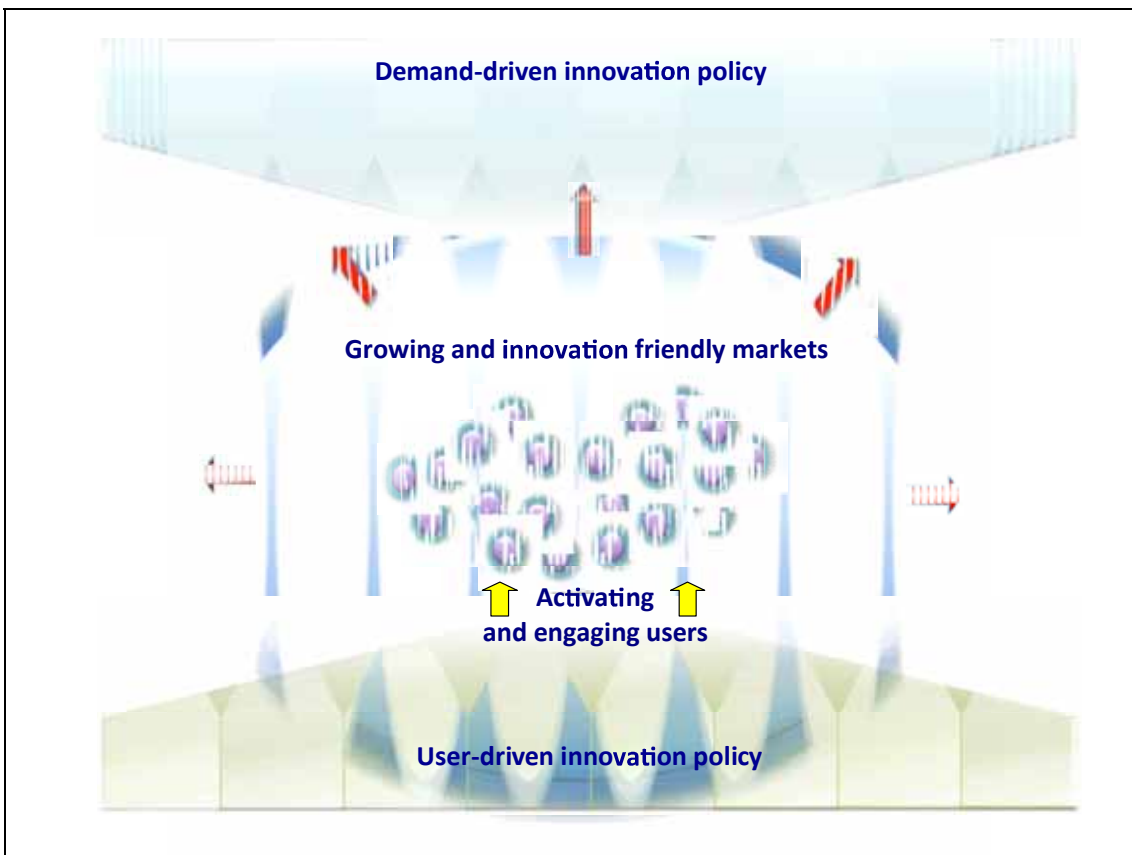 Demand-driven innovation policy
Growing and innovation friendly markets
Activating
and engaging users
User-driven innovation policy